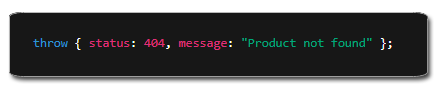 throw { status: 404, message: "Product not found" };